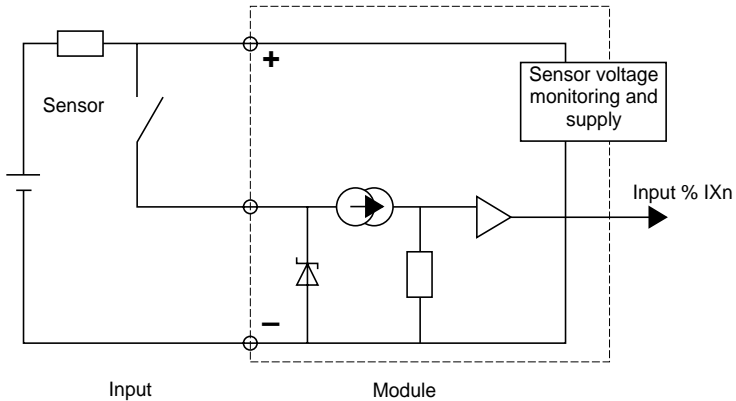 +
Sensor voltage
monitoring and
supply
Sensor
Input % IXn
–
Input
Module